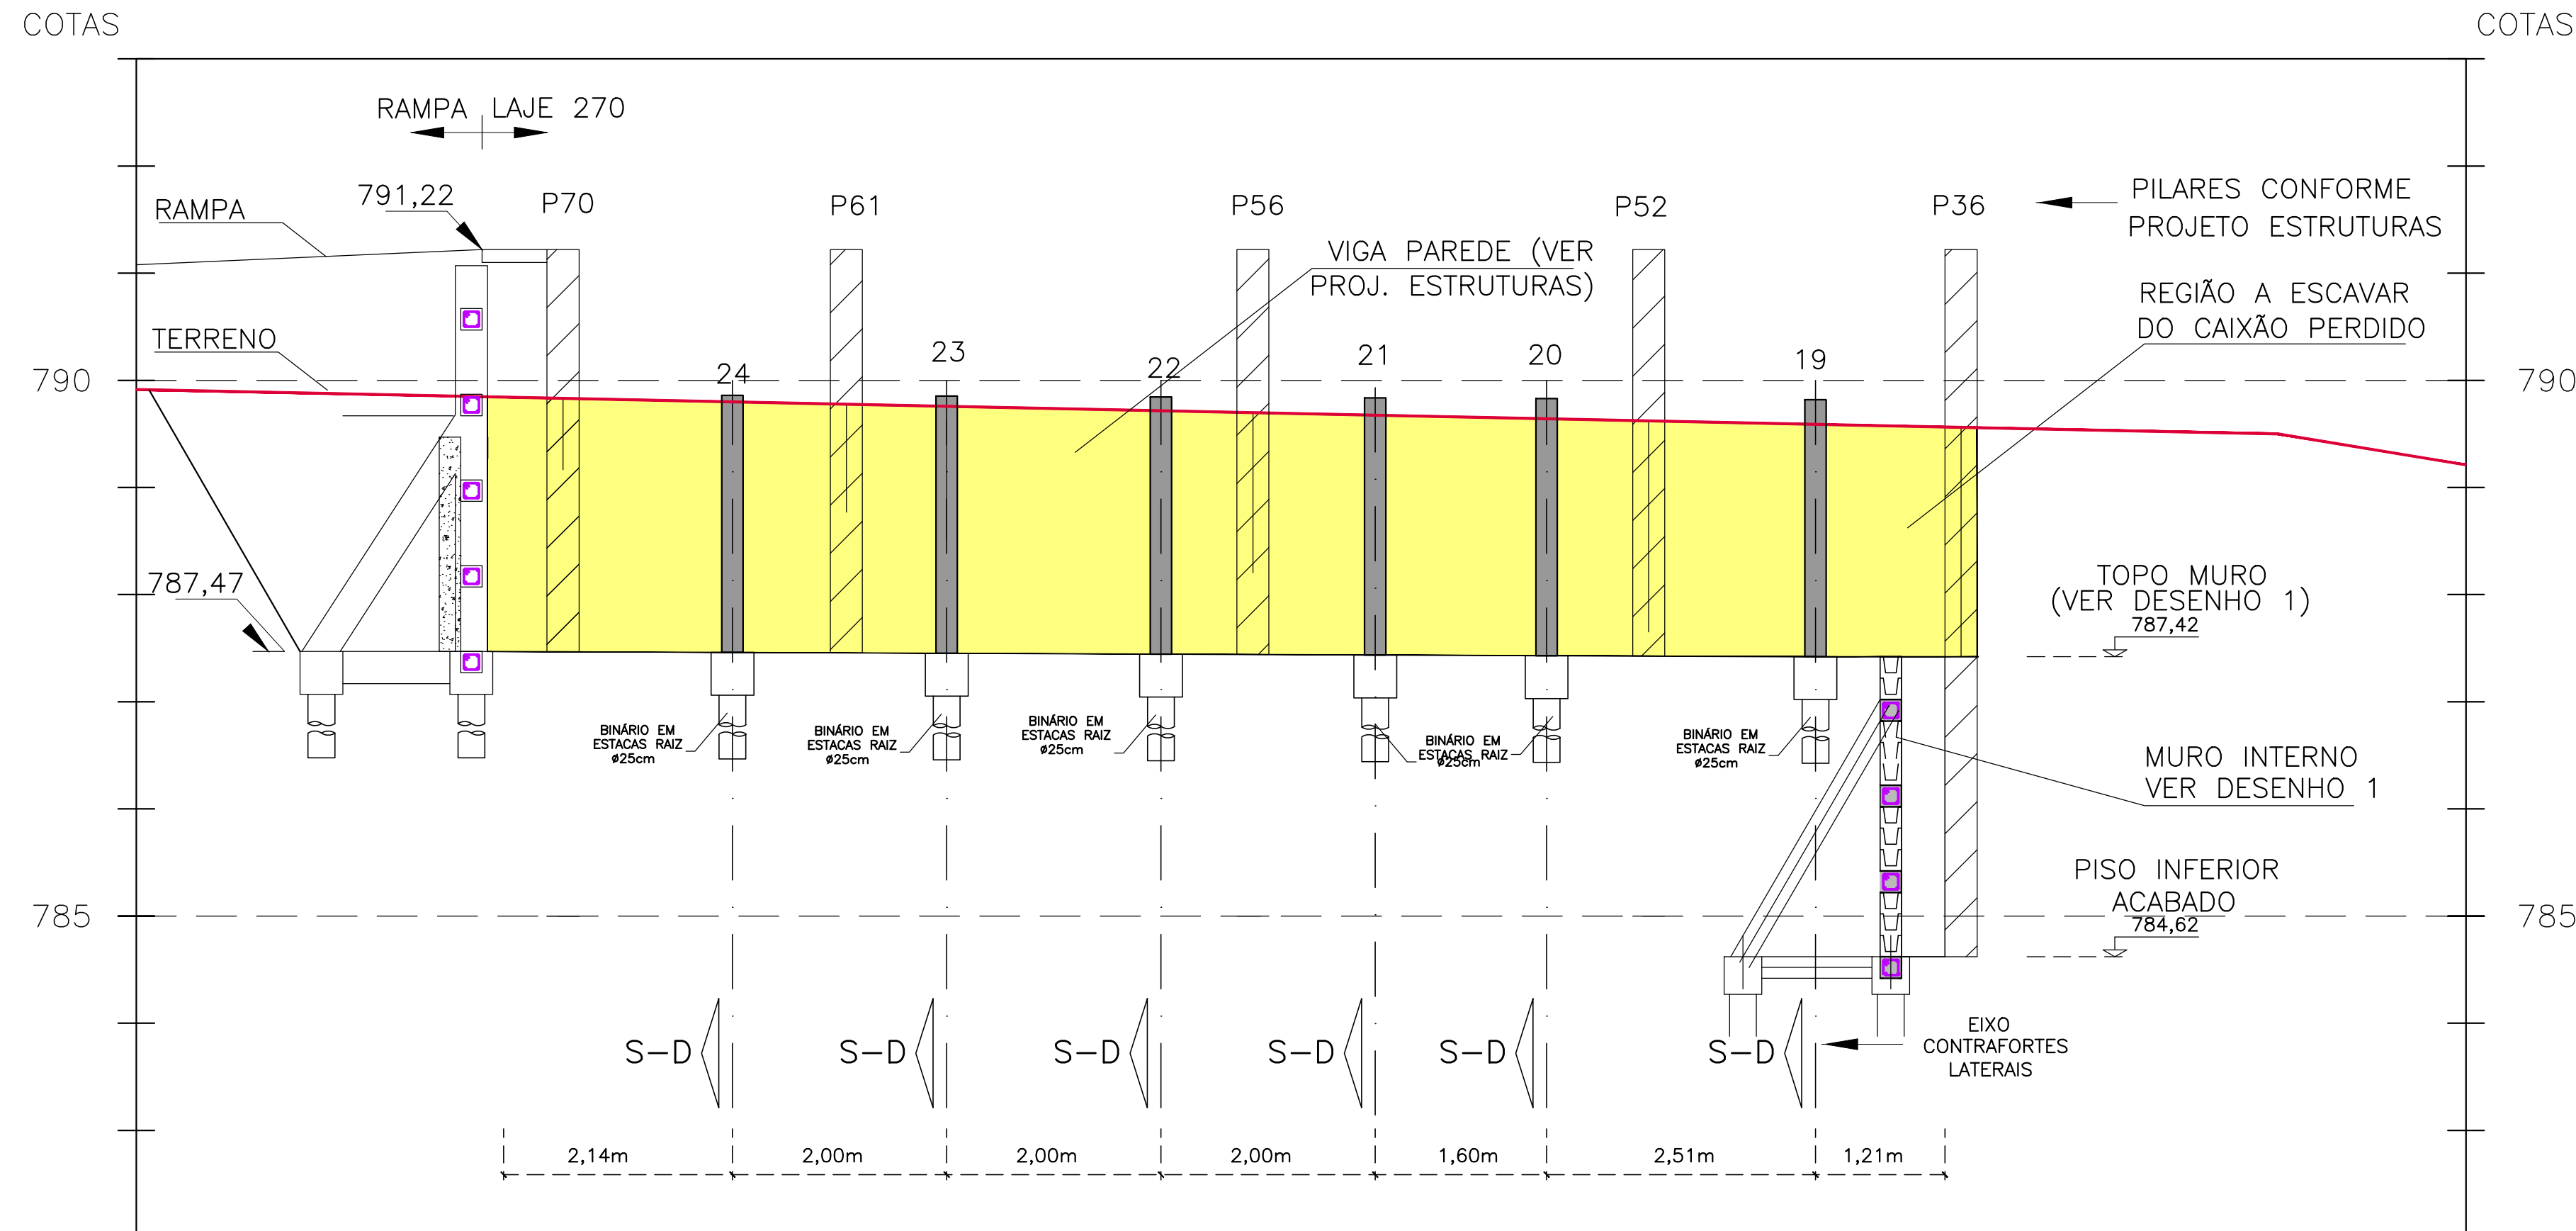 COTAS
COTAS
RAMPA LAJE 270
RAMPA
791,22
P70
P61
P56
P52
P36
PILARES CONFORME
PROJETO ESTRUTURAS
VIGA PAREDE (VER
PROJ. ESTRUTURAS)
REGIÃO A ESCAVAR
DO CAIXÃO PERDIDO
TERRENO
790
24
23
22
21
20
19
790
787,47
TOPO MURO
(VER DESENHO 1)
787,42
BINÁRIO EM
ESTACAS RAIZ
ø25cm
BINÁRIO EM
ESTACAS RAIZ
ø25cm
BINÁRIO EM
ESTACAS RAIZ
ø25cm
BINÁRIO EM
ESTACAS RAIZ
ø25cm
BINÁRIO EM
ESTACAS RAIZ
ø25cm
MURO INTERNO
VER DESENHO 1
PISO INFERIOR
ACABADO
784,62
785
785
S-D
S-D
S-D
S-D
S-D
S-D
EIXO
CONTRAFORTES
LATERAIS
2,14m
2,00m
2,00m
2,00m
1,60m
2,51m
1,21m